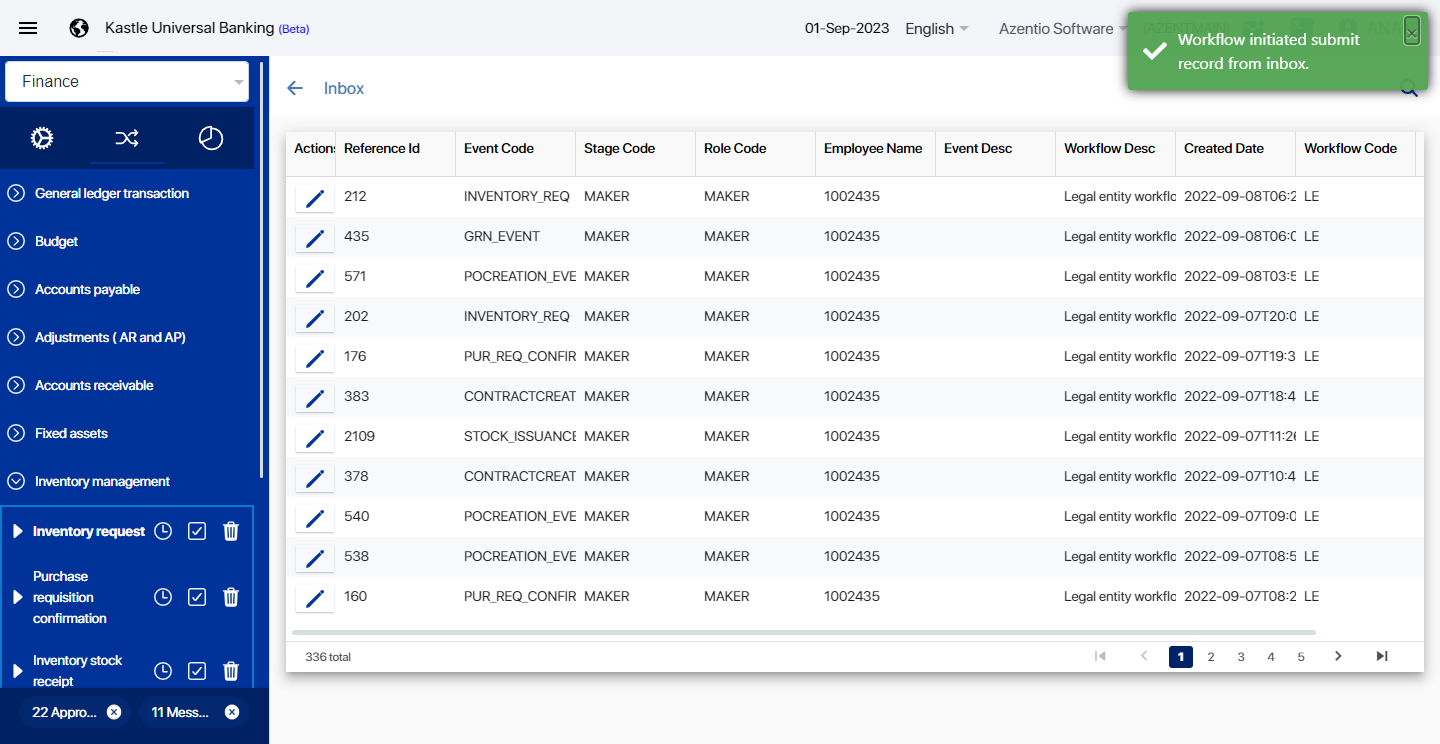 Kastle Universal Banking (Beta)
01-Sep-2023
English
Azentio Software
Workflow initiated submit
record from inbox.
Finance
Inbox
General ledger transaction
Budget
Accounts payable
Adjustments ( AR and AP)
Accounts receivable
Fixed assets
Inventory management
Inventory request
Purchase
requisition
confirmation
Inventory stock
receipt
22 Appro...
11 Mess...
Actions Reference Id Event Code Stage Code Role Code Employee Name Event Desc Workflow Desc Created Date Workflow Code
212 INVENTORY_REQ MAKER MAKER 1002435 Legal entity workflo 2022-09-08T06:2 LE
435 GRN_EVENT MAKER MAKER 1002435 Legal entity workflo 2022-09-08T06:0 LE
571 POCREATION_EVE MAKER MAKER 1002435 Legal entity workflo 2022-09-08T03:5 LE
202 INVENTORY_REQ MAKER MAKER 1002435 Legal entity workflo 2022-09-07T20:0 LE
176 PUR_REQ_CONFIR MAKER MAKER 1002435 Legal entity workflo 2022-09-07T19:3 LE
383 CONTRACTCREAT MAKER MAKER 1002435 Legal entity workflo 2022-09-07T18:4 LE
2109 STOCK_ISSUANCE MAKER MAKER 1002435 Legal entity workflo 2022-09-07T11:26 LE
378 CONTRACTCREAT MAKER MAKER 1002435 Legal entity workflo 2022-09-07T10:4 LE
540 POCREATION_EVE MAKER MAKER 1002435 Legal entity workflo 2022-09-07T09:0 LE
538 POCREATION_EVE MAKER MAKER 1002435 Legal entity workflo 2022-09-07T08:5 LE
160 PUR_REQ_CONFIR MAKER MAKER 1002435 Legal entity workflo 2022-09-07T08:2 LE
336 total
1 2 3 4 5